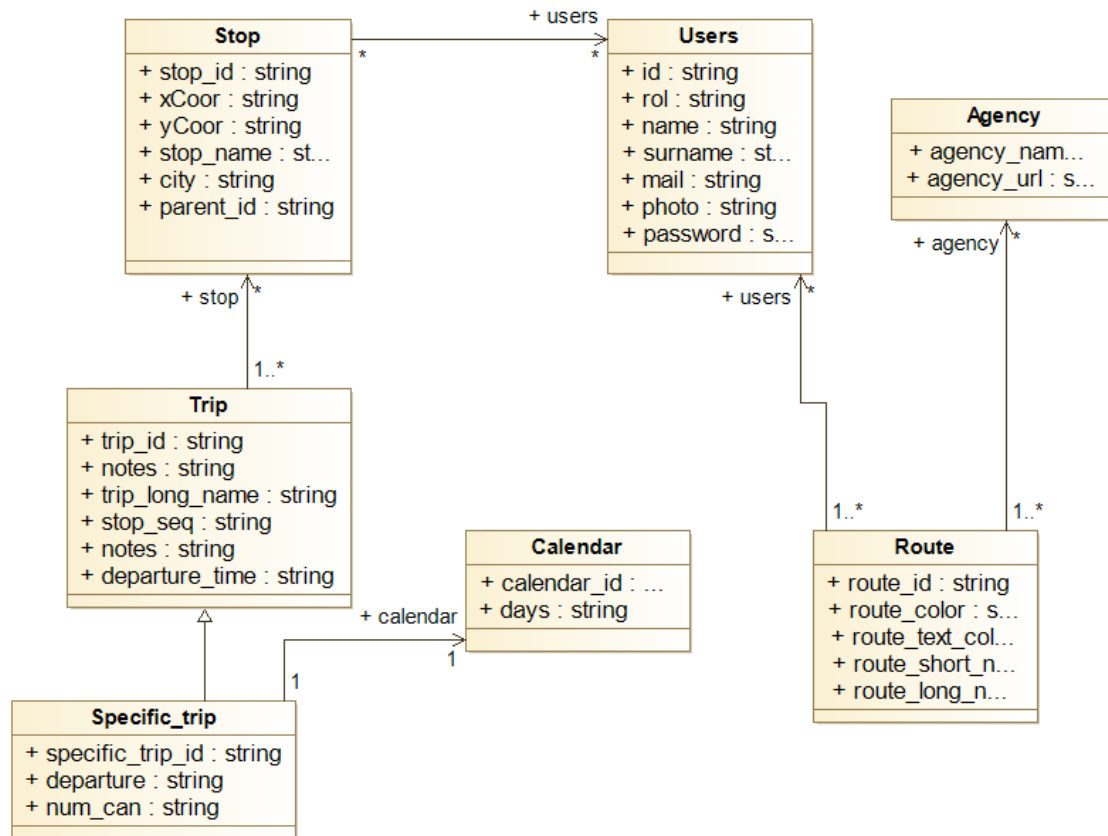 Stop
+ stop_id : string
+ xCoor : string
+ yCoor : string
+ stop_name : st...
+ city : string
+ parent_id : string
+ users
*
*
Users
+ id : string
+ rol : string
+ name : string
+ surname : st...
+ mail : string
+ photo : string
+ password : s...
Agency
+ agency_nam...
+ agency_url : s...
+ stop
*
1..*
+ users
*
1..*
+ agency
*
1..*
Trip
+ trip_id : string
+ notes : string
+ trip_long_name : string
+ stop_seq : string
+ notes : string
+ departure_time : string
+ calendar
1
1
Calendar
+ calendar_id : ...
+ days : string
Route
+ route_id : string
+ route_color : s...
+ route_text_col...
+ route_short_n...
+ route_long_n...
Specific_trip
+ specific_trip_id : string
+ departure : string
+ num_can : string